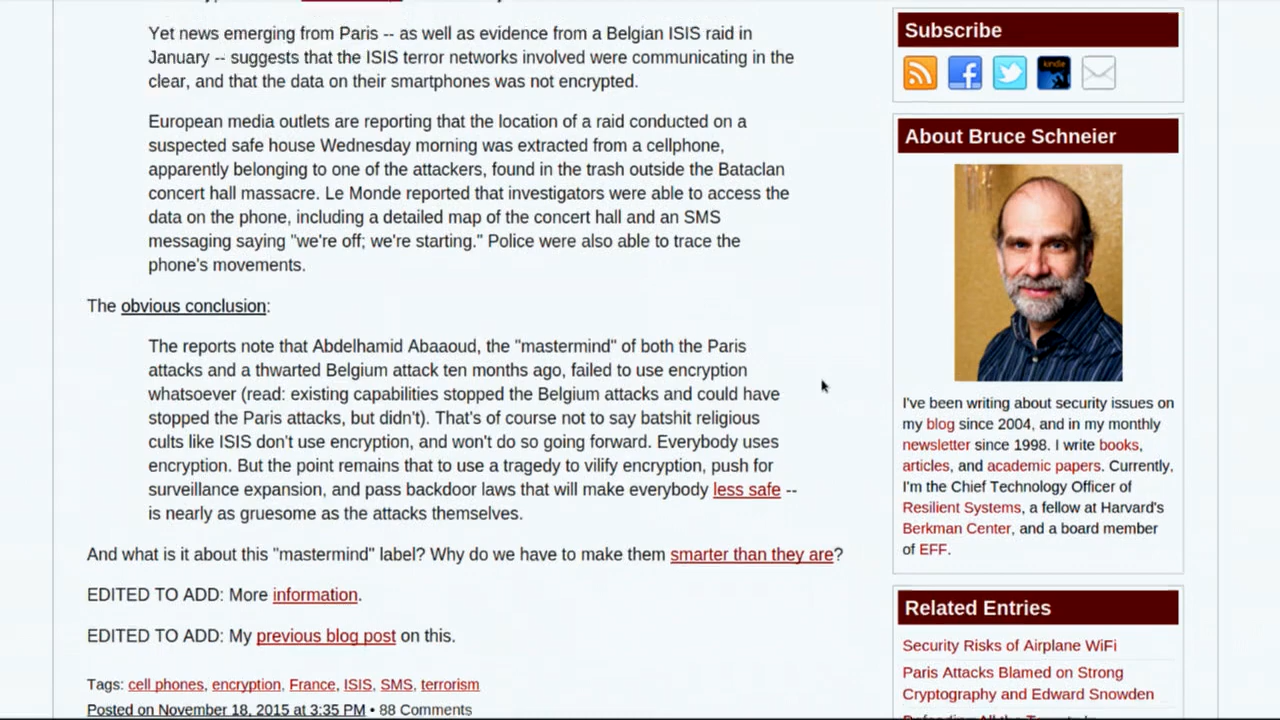 Yet news emerging from Paris -- as well as evidence from a Belgian ISIS raid in
January -- suggests that the ISIS terror networks involved were communicating in the
clear, and that the data on their smartphones was not encrypted.
European media outlets are reporting that the location of a raid conducted on a
suspected safe house Wednesday morning was extracted from a cellphone,
apparently belonging to one of the attackers, found in the trash outside the Bataclan
concert hall massacre. Le Monde reported that investigators were able to access the
data on the phone, including a detailed map of the concert hall and an SMS
messaging saying "we're off; we're starting." Police were also able to trace the
phone's movements.
The obvious conclusion:
The reports note that Abdelhamid Abaaoud, the "mastermind" of both the Paris
attacks and a thwarted Belgium attack ten months ago, failed to use encryption
whatsoever (read: existing capabilities stopped the Belgium attacks and could have
stopped the Paris attacks, but didn't). That's of course not to say batshit religious
cults like ISIS don't use encryption, and won't do so going forward. Everybody uses
encryption. But the point remains that to use a tragedy to vilify encryption, push for
surveillance expansion, and pass backdoor laws that will make everybody less safe --
is nearly as gruesome as the attacks themselves.
And what is it about this "mastermind" label? Why do we have to make them smarter than they are?
EDITED TO ADD: More information.
EDITED TO ADD: My previous blog post on this.
Tags: cell phones, encryption, France, ISIS, SMS, terrorism
Posted on November 18, 2015 at 3:35 PM • 88 Comments
Subscribe
kindle
About Bruce Schneier
I've been writing about security issues on
my blog since 2004, and in my monthly
newsletter since 1998. I write books,
articles, and academic papers. Currently,
I'm the Chief Technology Officer of
Resilient Systems, a fellow at Harvard's
Berkman Center, and a board member
of EFF.
Related Entries
Security Risks of Airplane WiFi
Paris Attacks Blamed on Strong
Cryptography and Edward Snowden